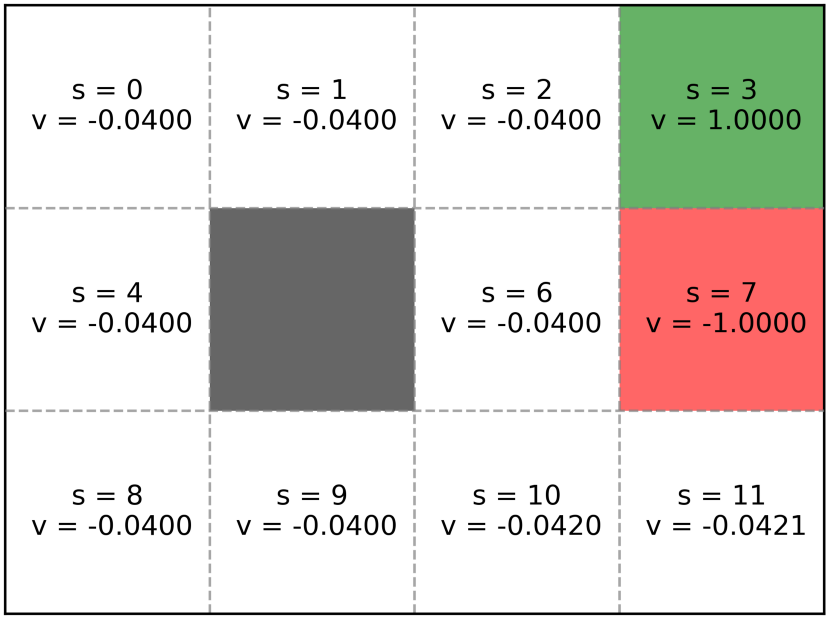 s = 0
v = -0.0400
s = 1
v = -0.0400
s = 2
v = -0.0400
s = 3
v = 1.0000
s = 4
v = -0.0400
s = 6
v = -0.0400
s = 7
v = -1.0000
s = 8
v = -0.0400
s = 9
v = -0.0400
s = 10
v = -0.0420
s = 11
v = -0.0421